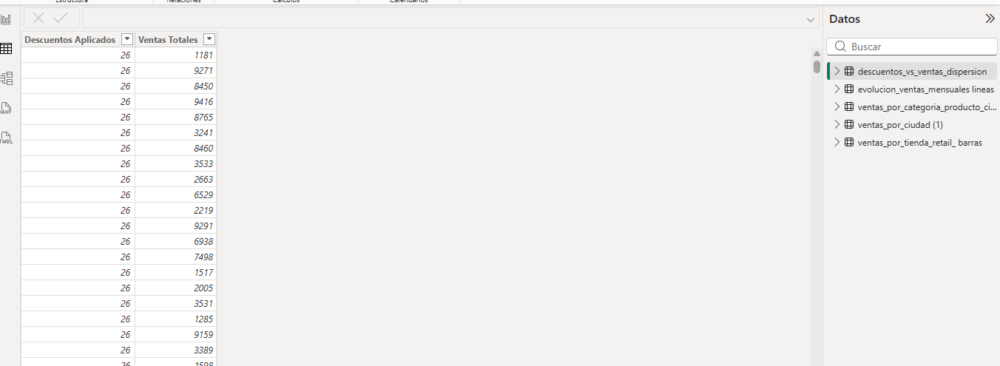 Estructura Relaciones Cálculos Calendarios
Datos
Buscar
descuentos_vs_ventas_dispersion
evolucion_ventas_mensuales lineas
ventas_por_categoria_producto_ci...
ventas_por_ciudad (1)
ventas_por_tienda_retail_ barras
Descuentos Aplicados Ventas Totales
26 1181
26 9271
26 8450
26 9416
26 8765
26 3241
26 8460
26 3533
26 2663
26 6529
26 2219
26 9291
26 6938
26 7498
26 1517
26 2005
26 3531
26 1285
26 9159
26 3389
26 1598